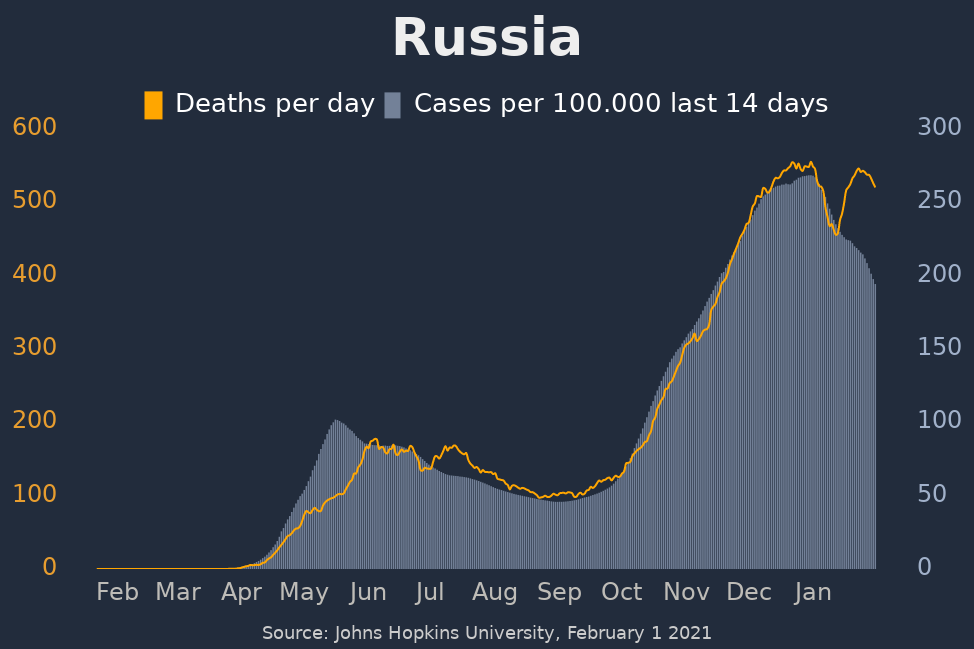 Russia
Deaths per day Cases per 100.000 last 14 days
600 300
500 250
400 200
300 150
200 100
100 50
0 0
Feb Mar Apr May Jun Jul Aug Sep Oct Nov Dec Jan
Source: Johns Hopkins University, February 1 2021